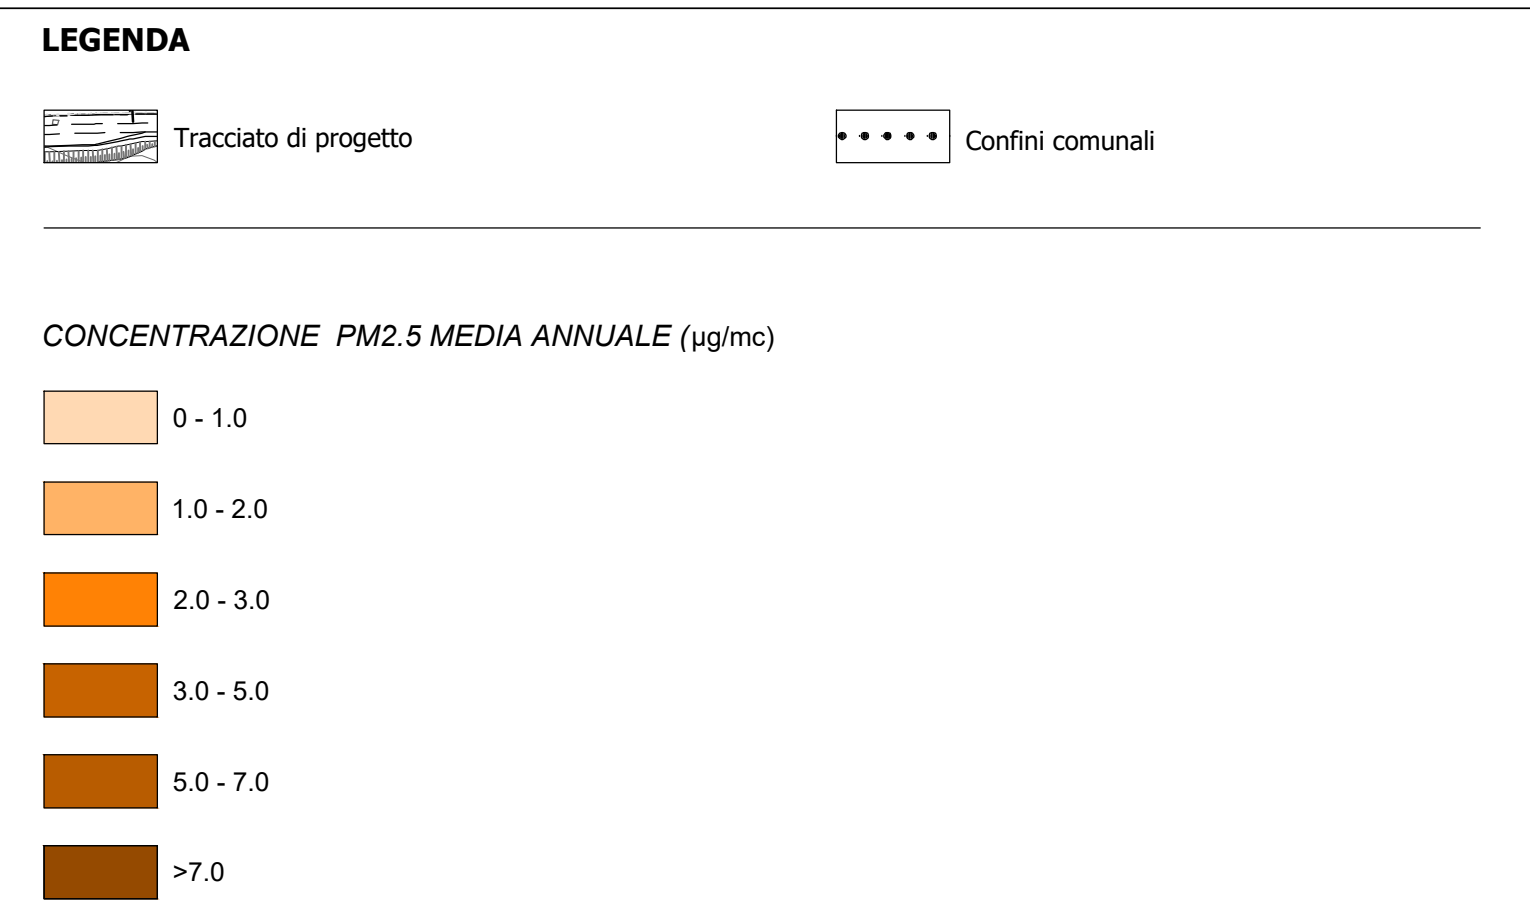 LEGENDA
Tracciato di progetto
Confini comunali
CONCENTRAZIONE PM2.5 MEDIA ANNUALE (µg/mc)
0 - 1.0
1.0 - 2.0
2.0 - 3.0
3.0 - 5.0
5.0 - 7.0
>7.0